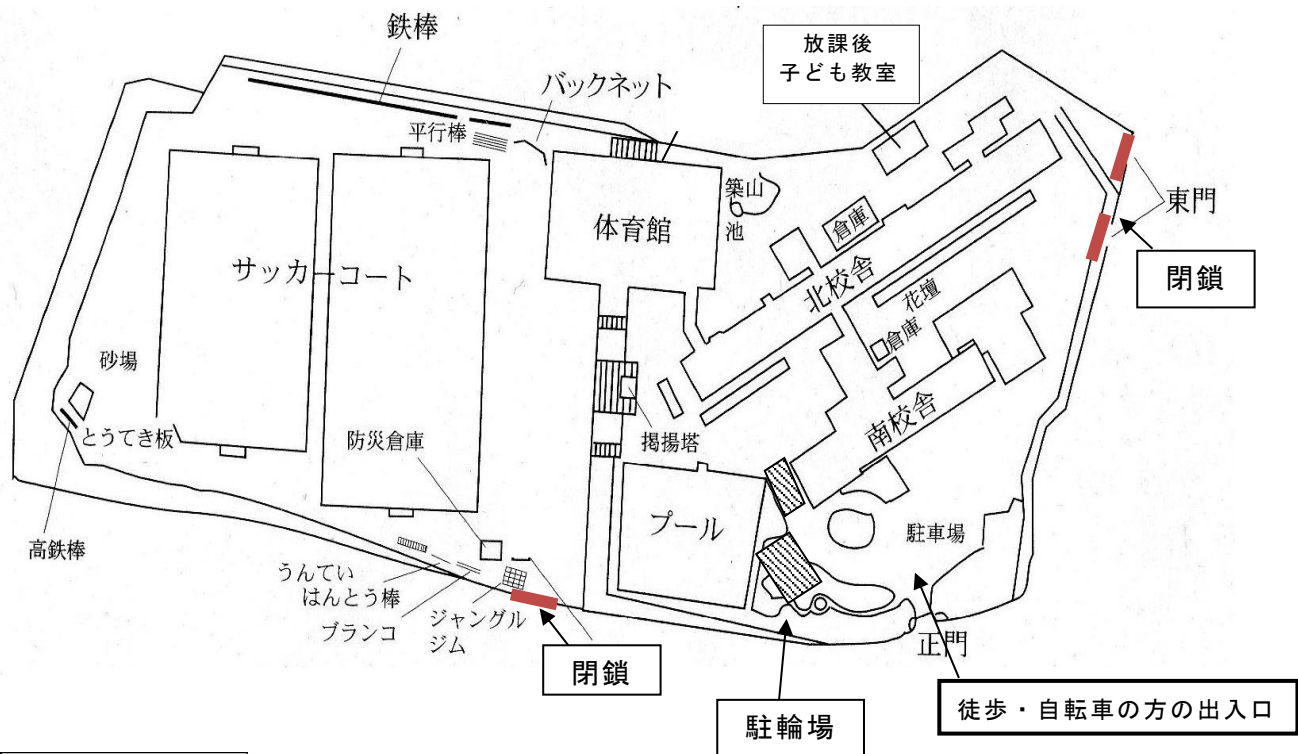 鉄棒
放課後
子ども教室
バックネット
平行棒
築山
池
体育館
倉庫
東門
閉鎖
サッカーコート
北校舎
花壇
倉庫
砂場
とうてき板
防災倉庫
掲揚塔
南校舎
高鉄棒
プール
駐車場
うんてい
はんとう棒
ブランコ
ジャングル
ジム
正門
閉鎖
駐輪場
徒歩・自転車の方の出入口